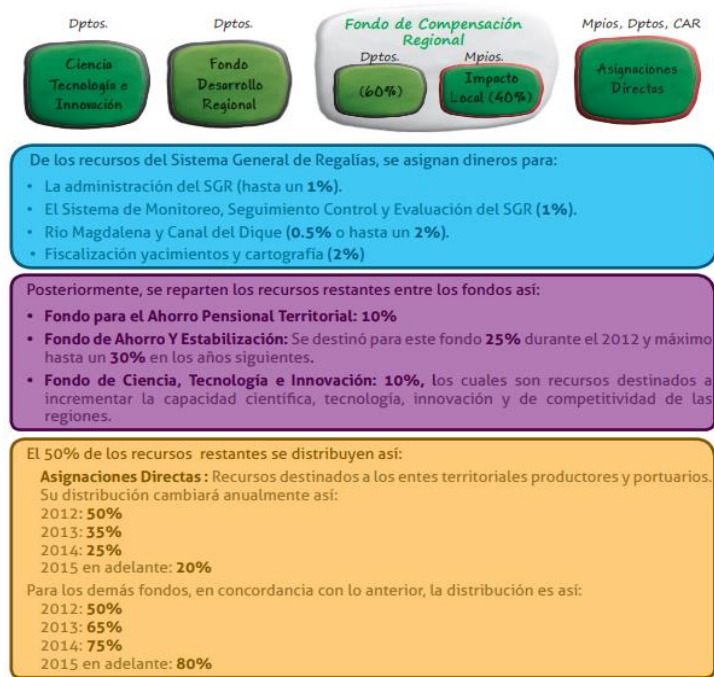 Dptos.
Dptos.
Fondo de Compensación
Regional
Mpios, Dptos, CAR
Ciencia
Tecnología e
Innovación
Fondo
Desarrollo
Regional
Dptos.
Mpios.
(60%)
Impacto
Local (40%)
Asignaciones
Directas
De los recursos del Sistema General de Regalías, se asignan dineros para:
• La administración del SGR (hasta un 1%).
• El Sistema de Monitoreo, Seguimiento Control y Evaluación del SGR (1%).
• Río Magdalena y Canal del Dique (0.5% o hasta un 2%).
• Fiscalización yacimientos y cartografía (2%)
Posteriormente, se reparten los recursos restantes entre los fondos así:
• Fondo para el Ahorro Pensional Territorial: 10%
• Fondo de Ahorro Y Estabilización: Se destinó para este fondo 25% durante el 2012 y máximo
hasta un 30% en los años siguientes.
• Fondo de Ciencia, Tecnología e Innovación: 10%, los cuales son recursos destinados a
incrementar la capacidad científica, tecnología, innovación y de competitividad de las
regiones.
El 50% de los recursos restantes se distribuyen así:
Asignaciones Directas : Recursos destinados a los entes territoriales productores y portuarios.
Su distribución cambiará anualmente así:
2012: 50%
2013: 35%
2014: 25%
2015 en adelante: 20%
Para los demás fondos, en concordancia con lo anterior, la distribución es así:
2012: 50%
2013: 65%
2014: 75%
2015 en adelante: 80%